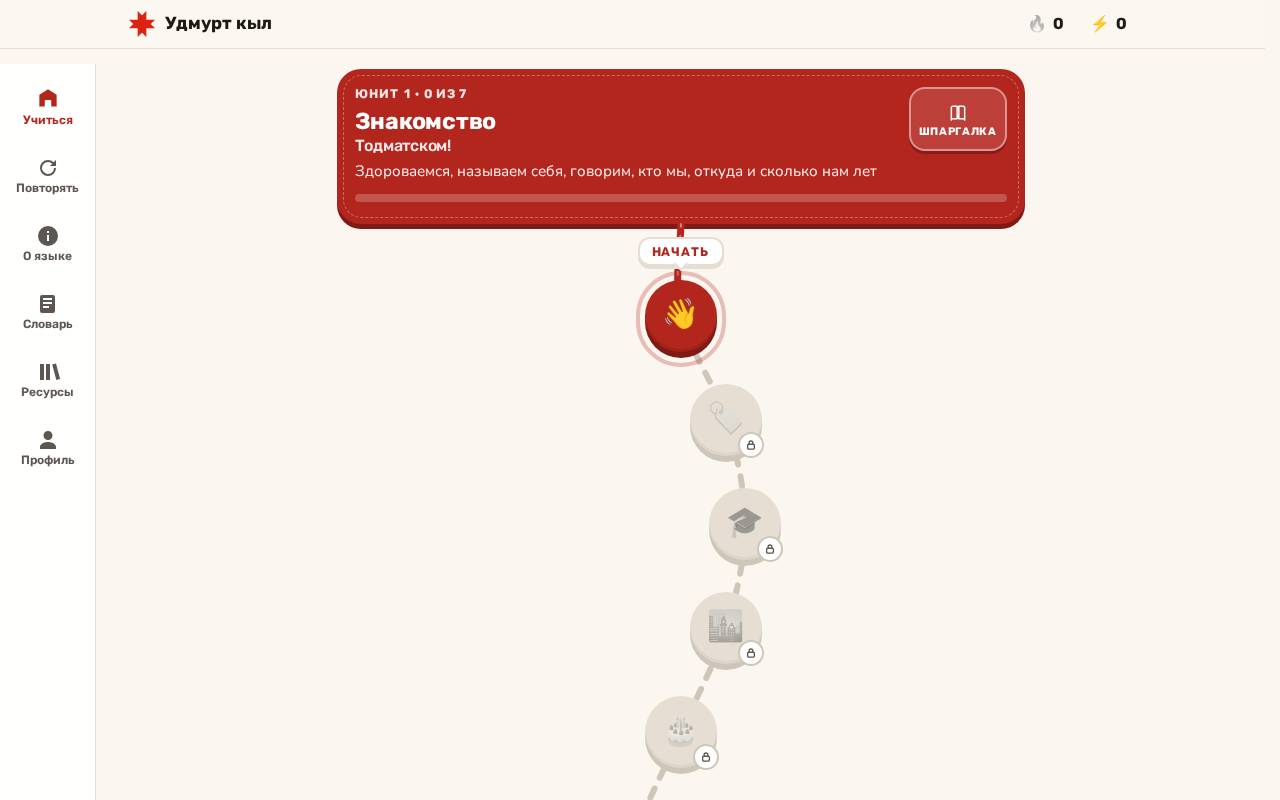 Удмурт кыл
0
0
Учиться
Повторять
О языке
Словарь
Ресурсы
Профиль
ЮНИТ 1 • 0 ИЗ 7
Знакомство
Тодматском!
Здороваемся, называем себя, говорим, кто мы, откуда и сколько нам лет
ШПАРГАЛКА
НАЧАТЬ